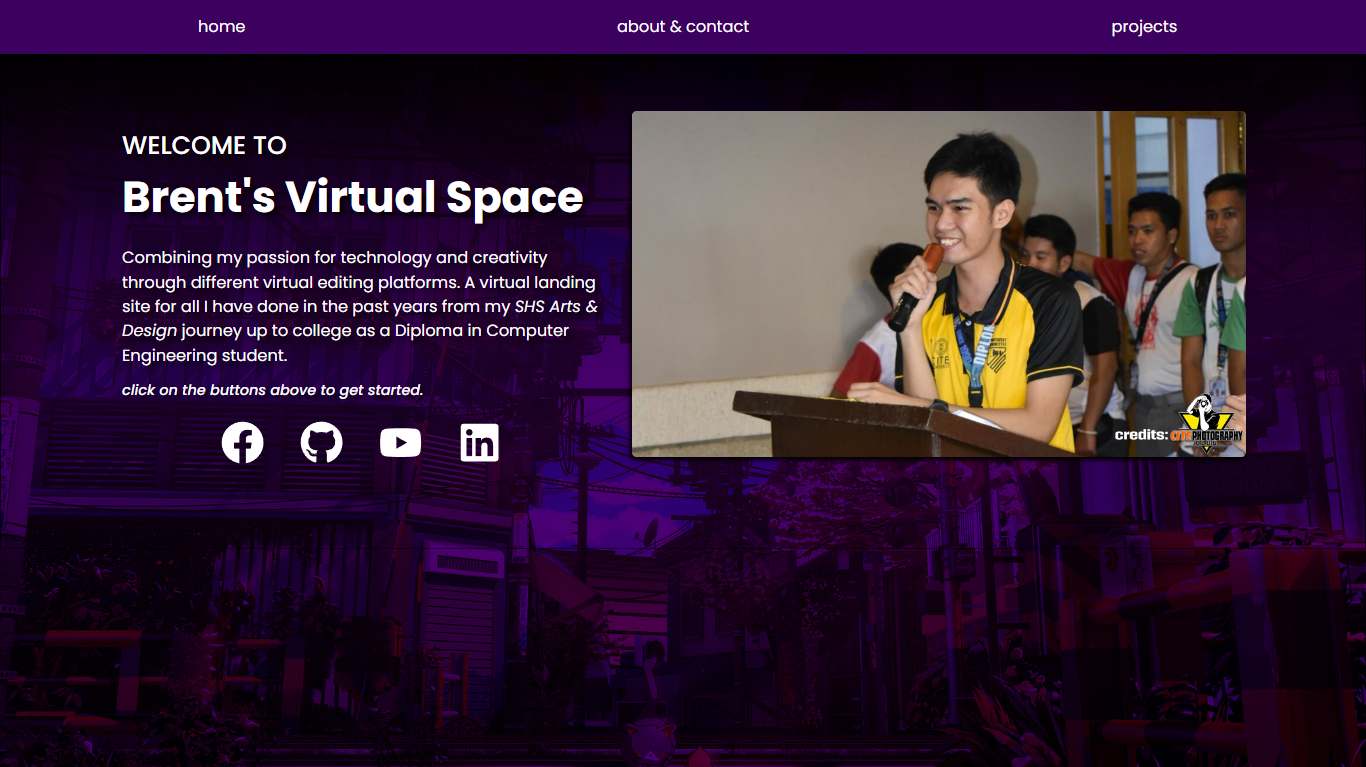 home
about & contact
projects
WELCOME TO
Brent's Virtual Space
Combining my passion for technology and creativity
through different virtual editing platforms. A virtual landing
site for all I have done in the past years from my SHS Arts &
Design journey up to college as a Diploma in Computer
Engineering student.
click on the buttons above to get started.
in
credits: CITE PHOTOGRAPHY